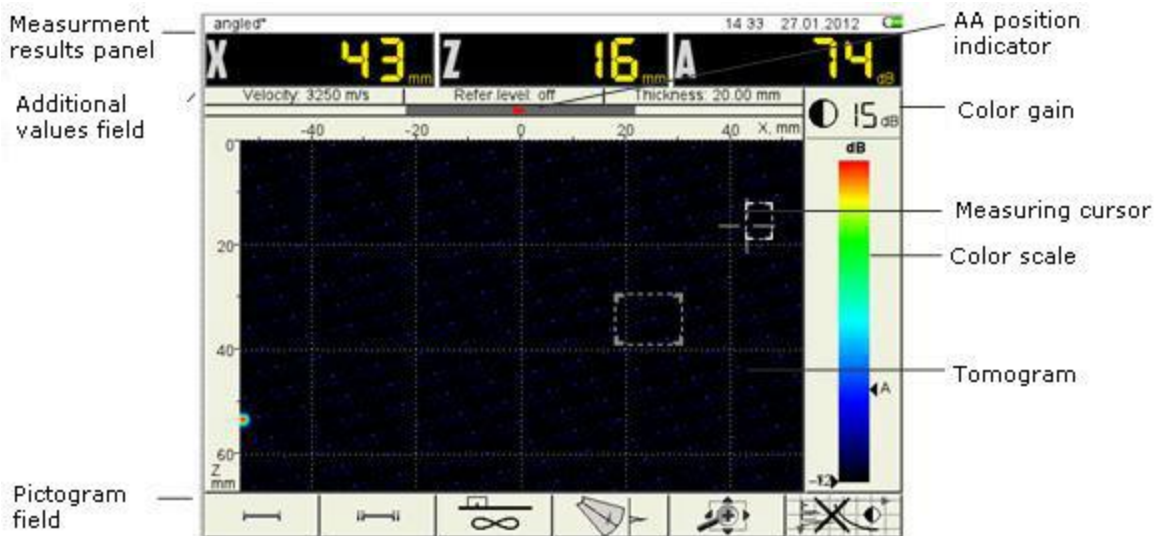 Measurment
results panel
angled*
14 33 27.01.2012
AA position
indicator
X 43 mm
Z 16 mm
A 74 dB
Additional
values field
Velocity: 3250 m/s
Refer.level: off
Thickness: 20.00 mm
15 dB
Color gain
-40 -20 0 20 40 X, mm
dB
0
Measuring cursor
20
Color scale
40
Tomogram
A
60
Z
mm
-12
Pictogram
field